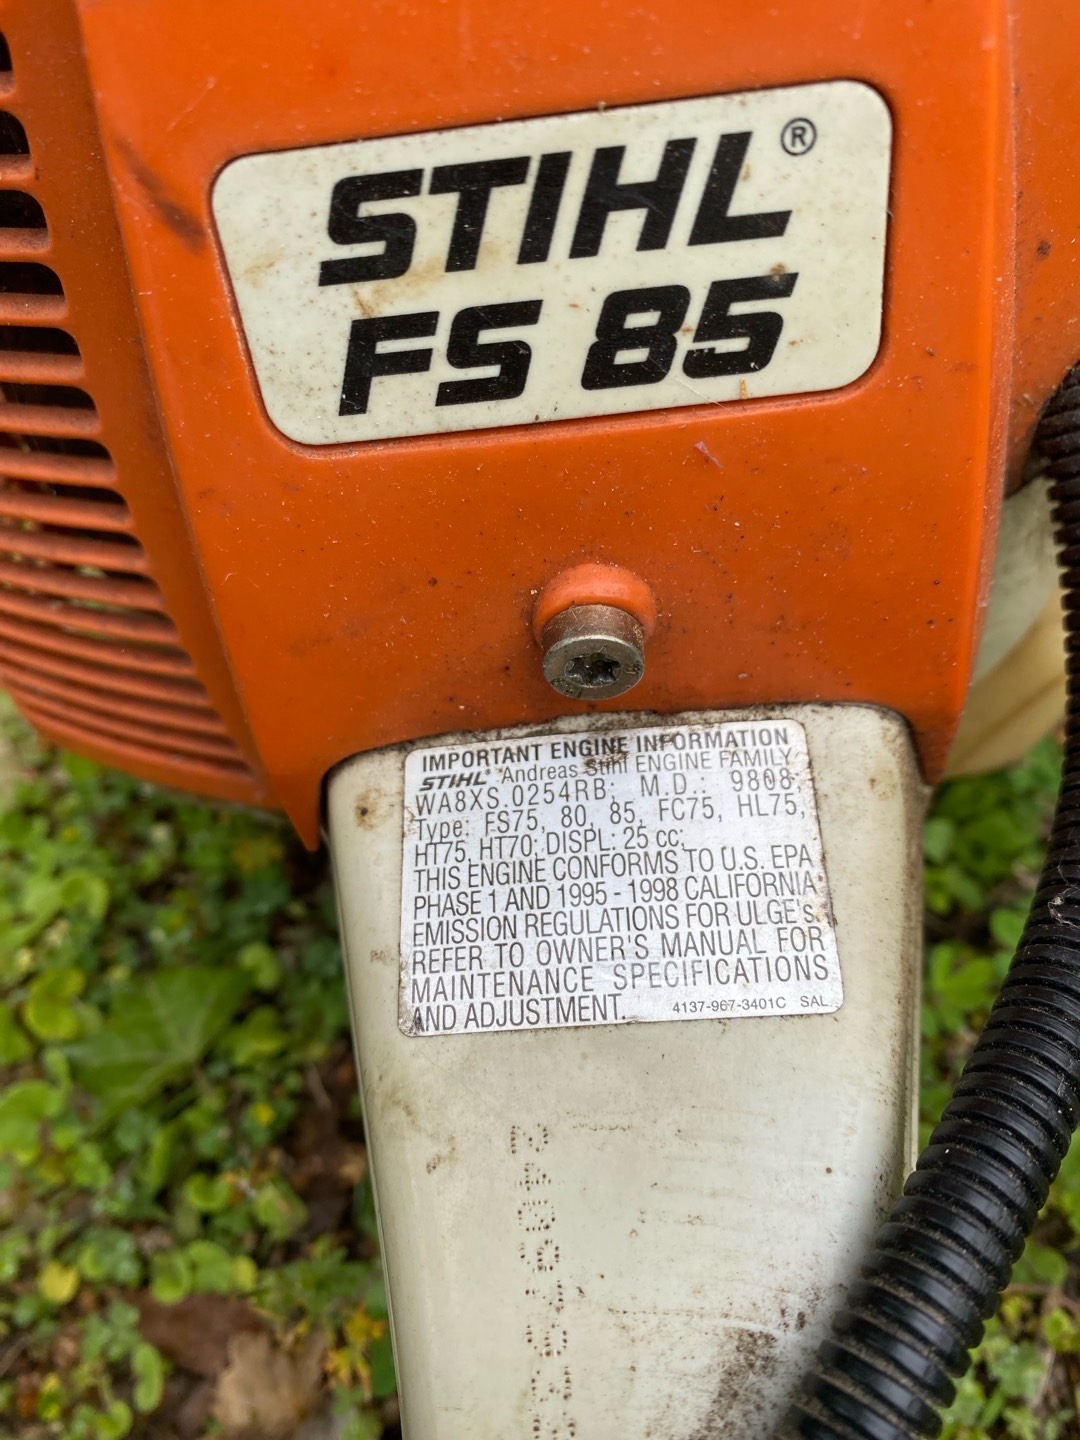 STIHL®
FS 85
IMPORTANT ENGINE INFORMATION
STIHL® Andreas Stihl ENGINE FAMILY
WA8XS.0254RB; M.D.: 9808;
Type: FS75, 80, 85, FC75, HL75,
HT75, HT70; DISPL: 25 cc;
THIS ENGINE CONFORMS TO U.S. EPA
PHASE 1 AND 1995-1998 CALIFORNIA
EMISSION REGULATIONS FOR ULGE's.
REFER TO OWNER'S MANUAL FOR
MAINTENANCE SPECIFICATIONS
AND ADJUSTMENT. 4137-967-3401C SAL